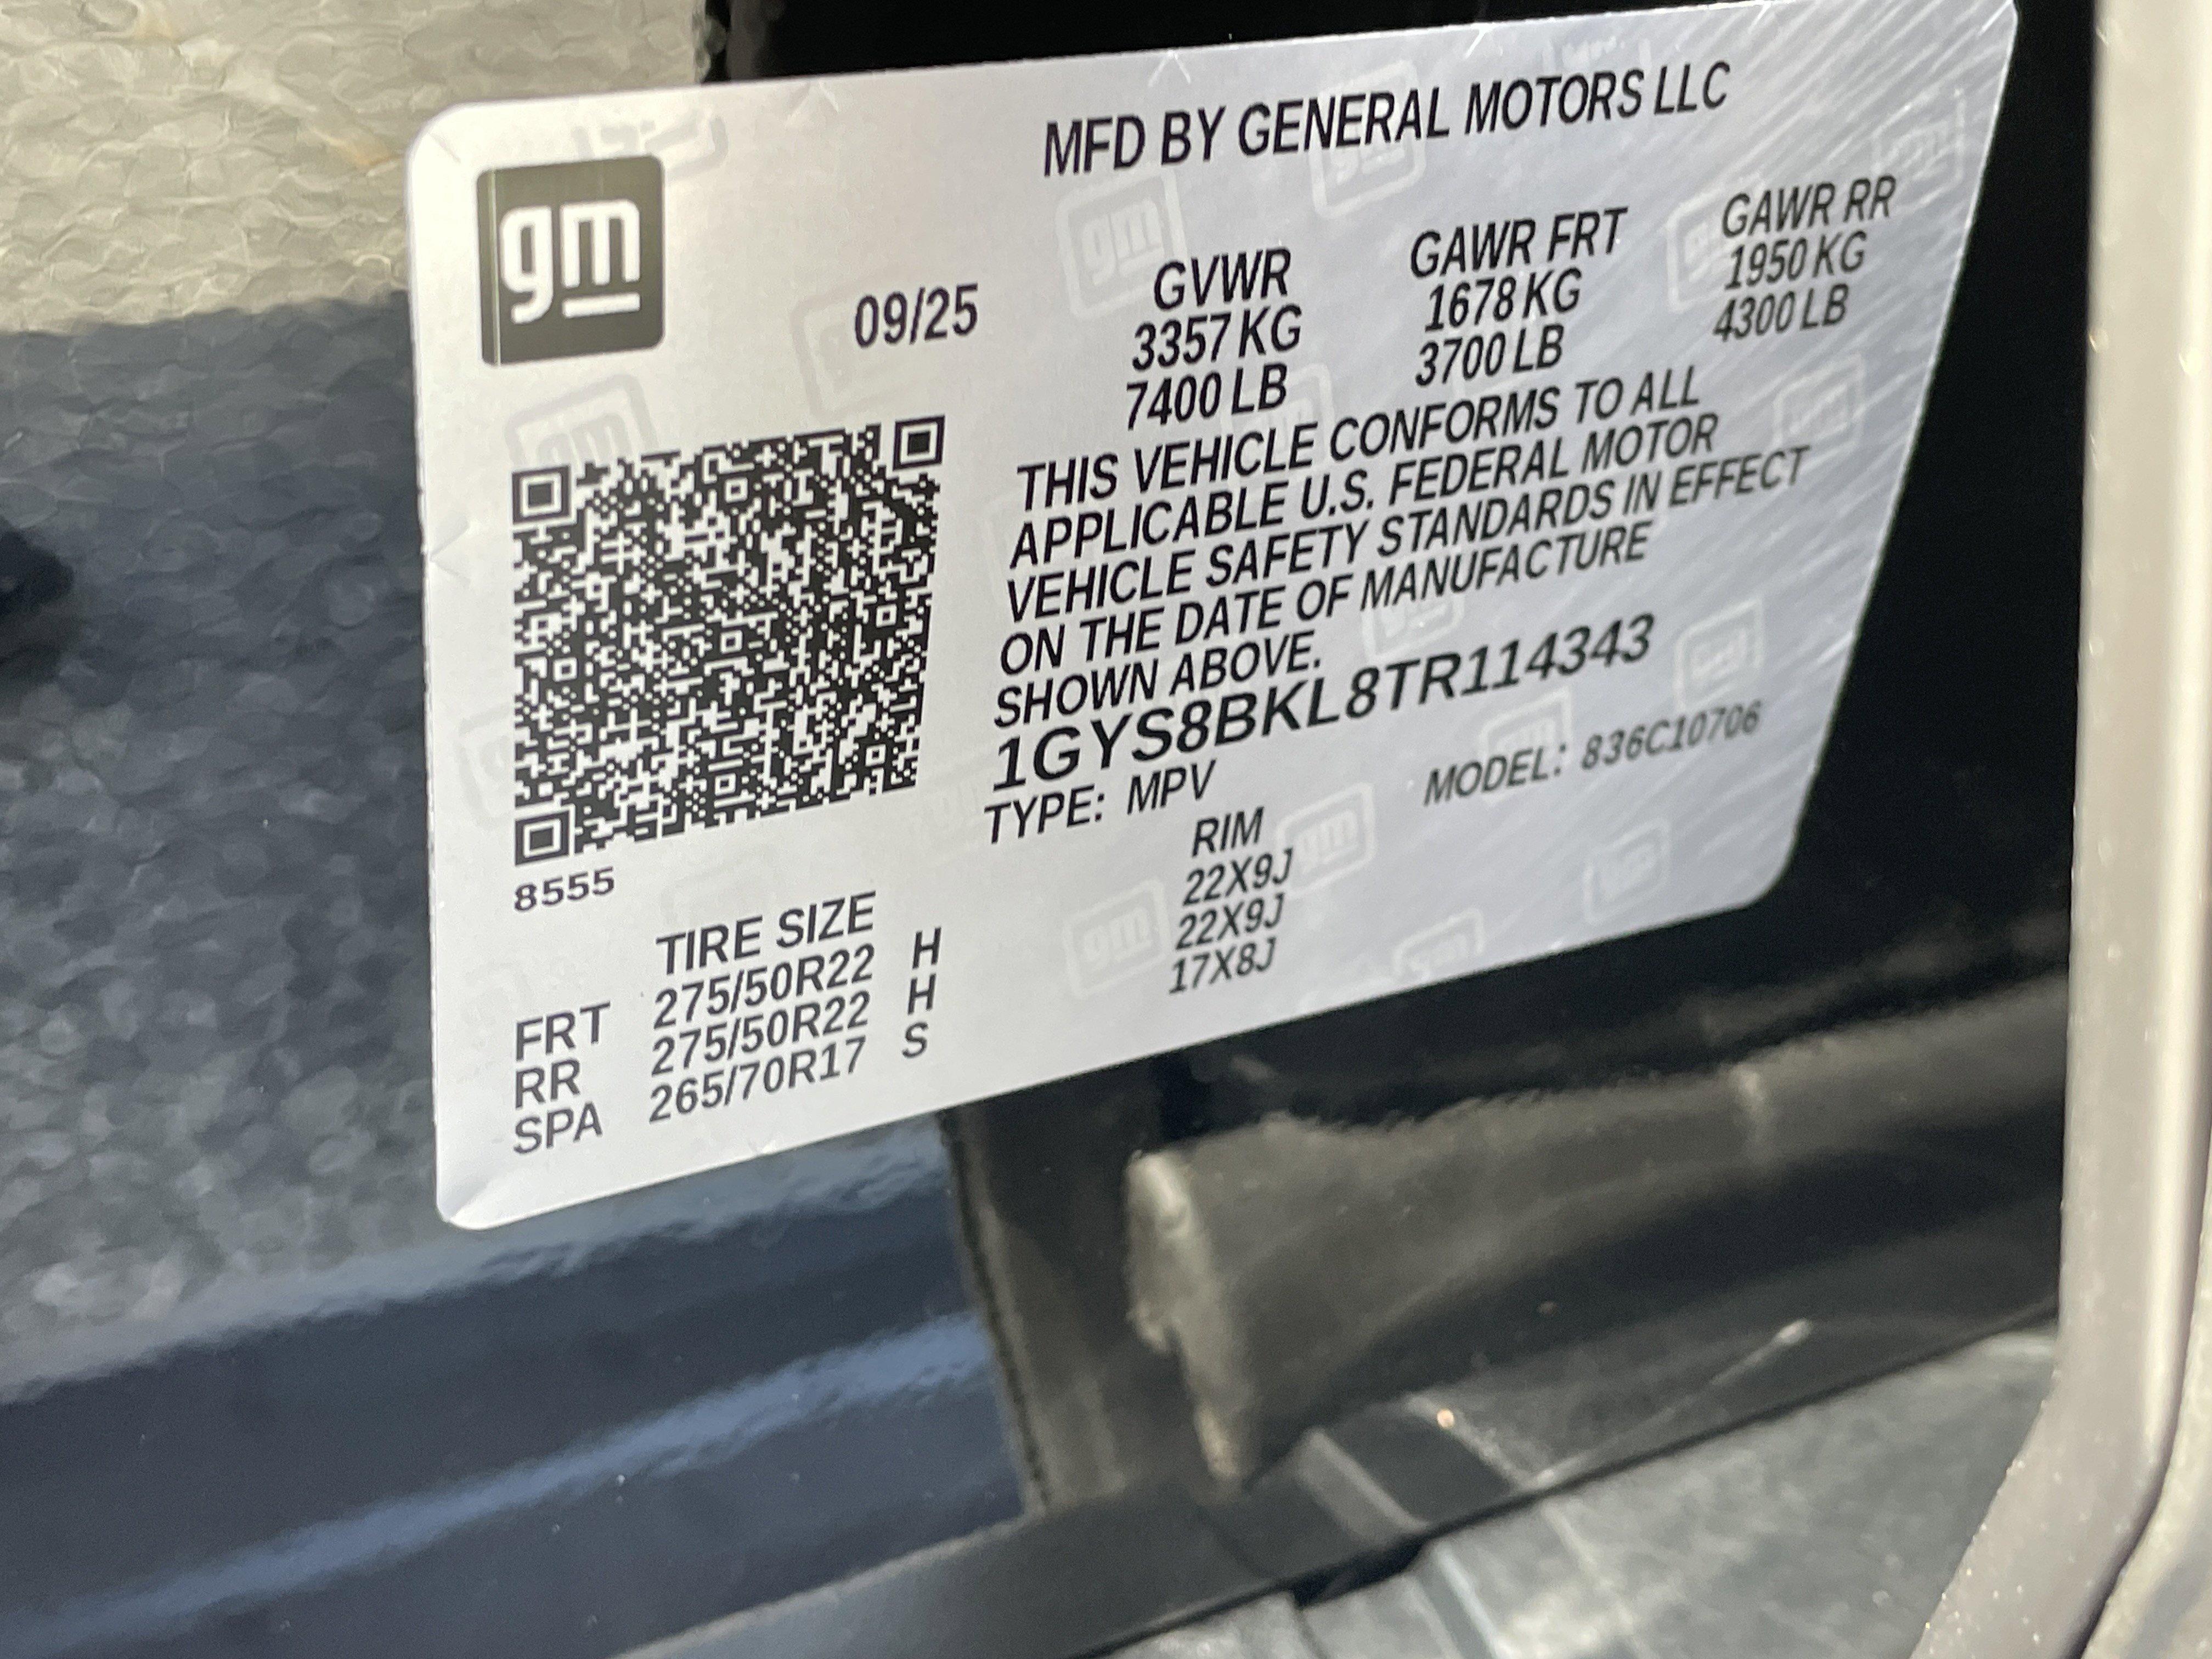 gm
MFD BY GENERAL MOTORS LLC
09/25
GVWR GAWR FRT GAWR RR
3357 KG 1678 KG 1950 KG
7400 LB 3700 LB 4300 LB
THIS VEHICLE CONFORMS TO ALL
APPLICABLE U.S. FEDERAL MOTOR
VEHICLE SAFETY STANDARDS IN EFFECT
ON THE DATE OF MANUFACTURE
SHOWN ABOVE.
1GYS8BKL8TR114343
TYPE: MPV MODEL: 836C10706
8555
TIRE SIZE RIM
FRT 275/50R22 H 22X9J
RR 275/50R22 H 22X9J
SPA 265/70R17 S 17X8J